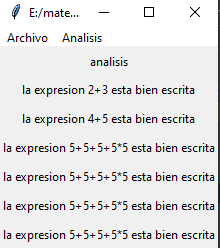 E:/mate...
Archivo Analisis
analisis
la expresion 2+3 esta bien escrita
la expresion 4+5 esta bien escrita
la expresion 5+5+5+5*5 esta bien escrita
la expresion 5+5+5+5*5 esta bien escrita
la expresion 5+5+5+5*5 esta bien escrita
la expresion 5+5+5+5*5 esta bien escrita